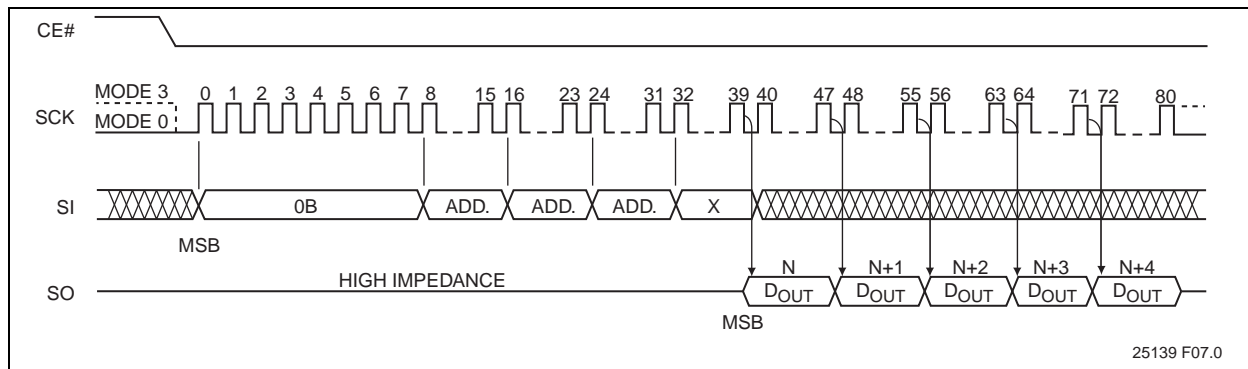 CE#
MODE 3
SCK
MODE 0
0 1 2 3 4 5 6 7 8 15 16 23 24 31 32 39 40 47 48 55 56 63 64 71 72 80
SI
0B
ADD.
ADD.
ADD.
X
MSB
SO
HIGH IMPEDANCE
N N+1 N+2 N+3 N+4
DOUT DOUT DOUT DOUT DOUT
MSB
25139 F07.0